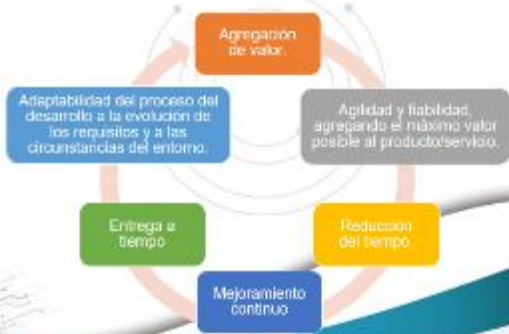 Agregación
de valor.
Adaptabilidad del proceso del
desarrollo a la evolución de
los requisitos y a las
circunstancias del entorno.
Agilidad y fiabilidad,
agregando el máximo valor
posible al producto/servicio.
Entrega a
tiempo
Reducción
del tiempo
Mejoramiento
continuo